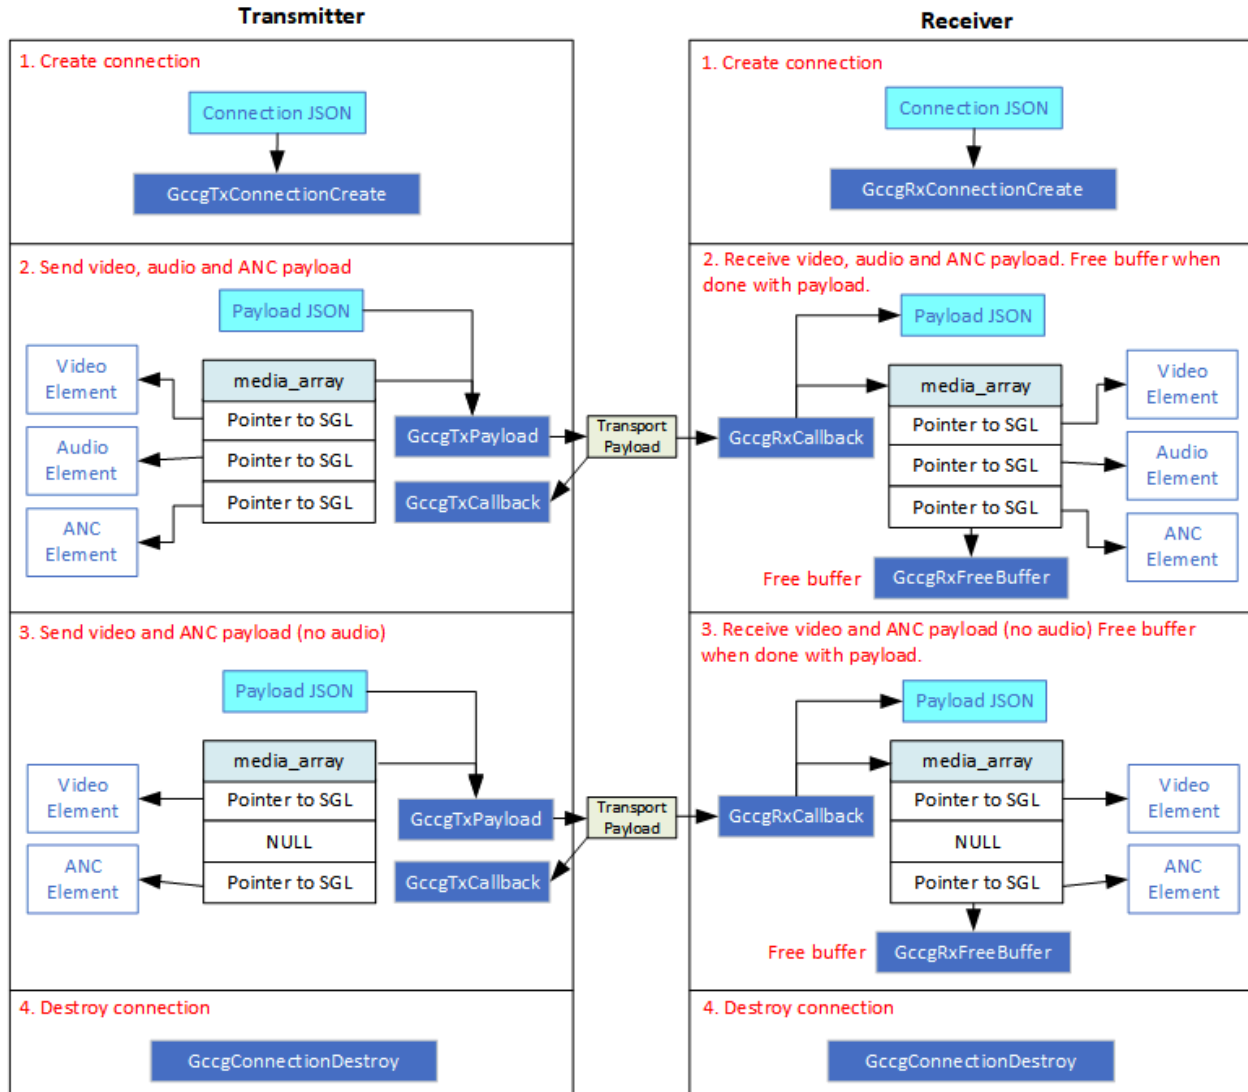 Transmitter
1. Create connection
Connection JSON
GccgTxConnectionCreate
2. Send video, audio and ANC payload
Payload JSON
Video
Element
Audio
Element
ANC
Element
media_array
Pointer to SGL
Pointer to SGL
Pointer to SGL
GccgTxPayload
GccgTxCallback
Transport
Payload
3. Send video and ANC payload (no audio)
Payload JSON
Video
Element
ANC
Element
media_array
Pointer to SGL
NULL
Pointer to SGL
GccgTxPayload
GccgTxCallback
Transport
Payload
4. Destroy connection
GccgConnectionDestroy
Receiver
1. Create connection
Connection JSON
GccgRxConnectionCreate
2. Receive video, audio and ANC payload. Free buffer when
done with payload.
Payload JSON
GccgRxCallback
media_array
Pointer to SGL
Pointer to SGL
Pointer to SGL
Video
Element
Audio
Element
ANC
Element
Free buffer
GccgRxFreeBuffer
3. Receive video and ANC payload (no audio) Free buffer
when done with payload.
Payload JSON
GccgRxCallback
media_array
Pointer to SGL
NULL
Pointer to SGL
Video
Element
ANC
Element
Free buffer
GccgRxFreeBuffer
4. Destroy connection
GccgConnectionDestroy